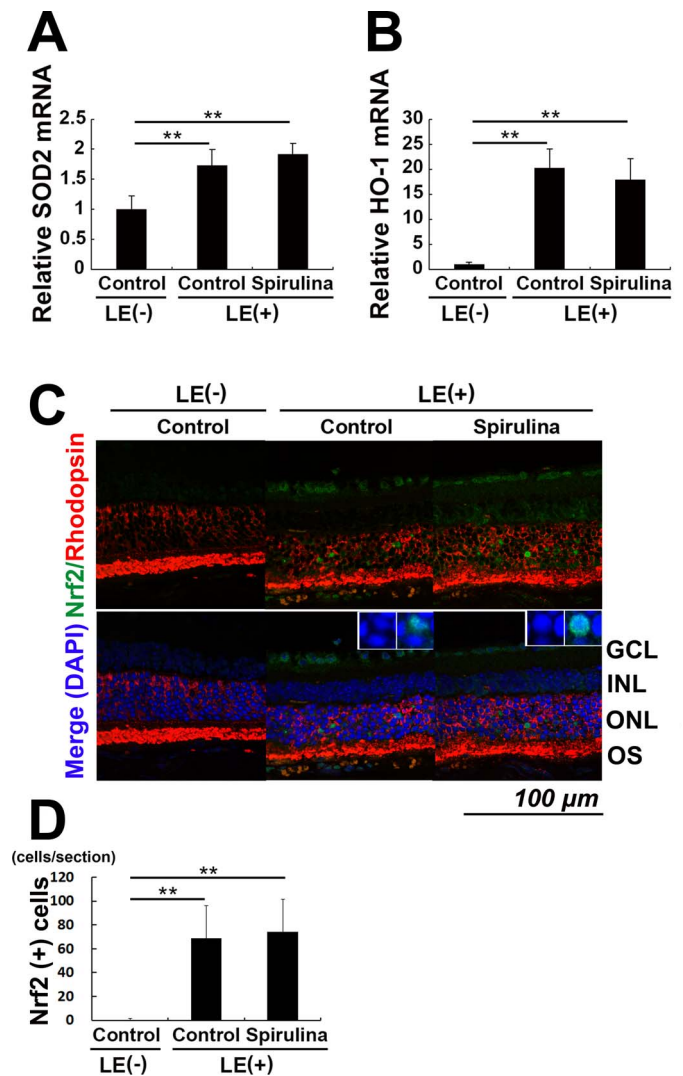 A
Relative SOD2 mRNA
2.5
2
1.5
1
0.5
0
**
**
Control
Control Spirulina
LE(-)
LE(+)
B
Relative HO-1 mRNA
30
25
20
15
10
5
0
**
**
Control
Control Spirulina
LE(-)
LE(+)
C
LE(-)
LE(+)
Control
Control
Spirulina
Nrf2/Rhodopsin
Merge (DAPI)
GCL
INL
ONL
OS
100 μm
D
(cells/section)
Nrf2 (+) cells
120
100
80
60
40
20
0
**
**
Control
Control Spirulina
LE(-)
LE(+)